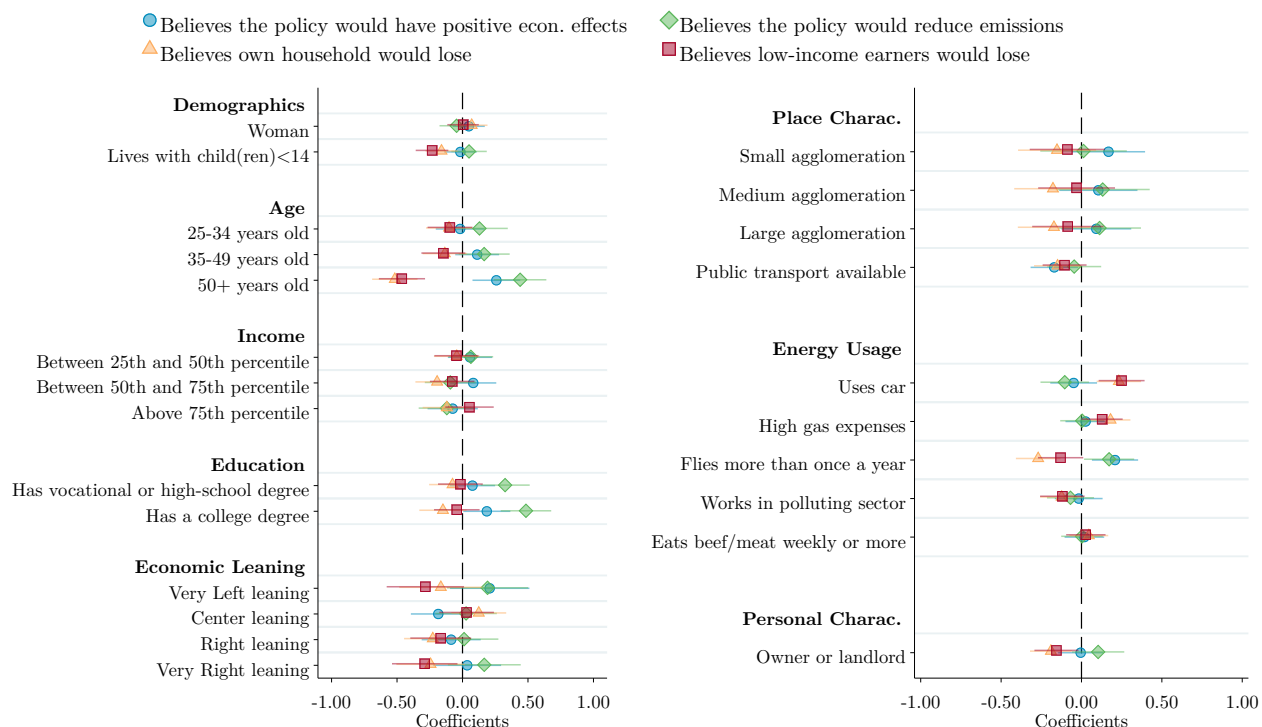 Believes the policy would have positive econ. effects
Believes the policy would reduce emissions
Believes own household would lose
Believes low-income earners would lose
Demographics
Woman
Lives with child(ren)<14
Age
25-34 years old
35-49 years old
50+ years old
Income
Between 25th and 50th percentile
Between 50th and 75th percentile
Above 75th percentile
Education
Has vocational or high-school degree
Has a college degree
Economic Leaning
Very Left leaning
Center leaning
Right leaning
Very Right leaning
-1.00 -0.50 0.00 0.50 1.00
Coefficients
Place Charac.
Small agglomeration
Medium agglomeration
Large agglomeration
Public transport available
Energy Usage
Uses car
High gas expenses
Flies more than once a year
Works in polluting sector
Eats beef/meat weekly or more
Personal Charac.
Owner or landlord
-1.00 -0.50 0.00 0.50 1.00
Coefficients